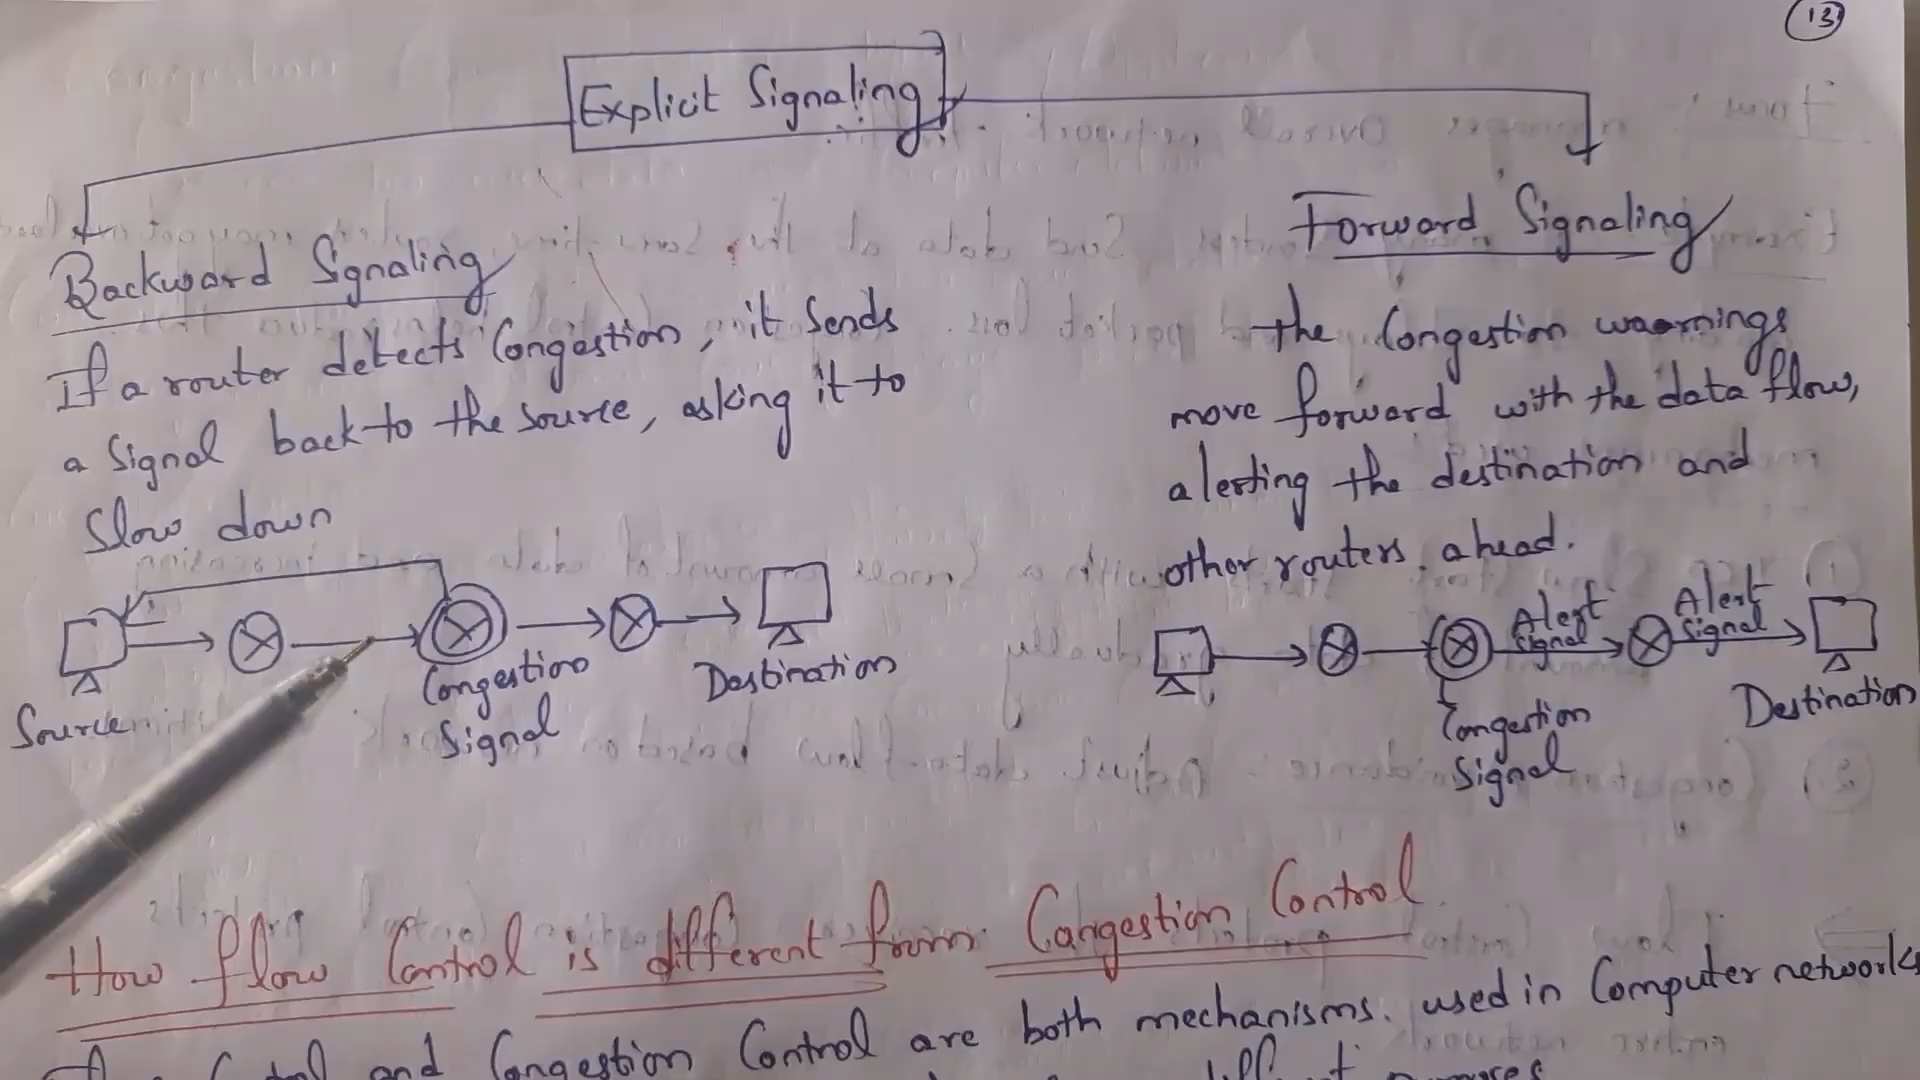 13
Explicit Signaling
Backward Signaling
If a router detects Congestion, it sends
a Signal back to the source, asking it to
Slow down
Source
Congestion
Signal
Destination
Forward Signaling
the Congestion waornings
move forward with the data flow,
alerting the destination and
other routers ahead.
Alert
signal
Alert
signal
Congestion
Signal
Destination
How flow Control is different from Congestion Control
and Congestion Control are both mechanisms used in Computer networks